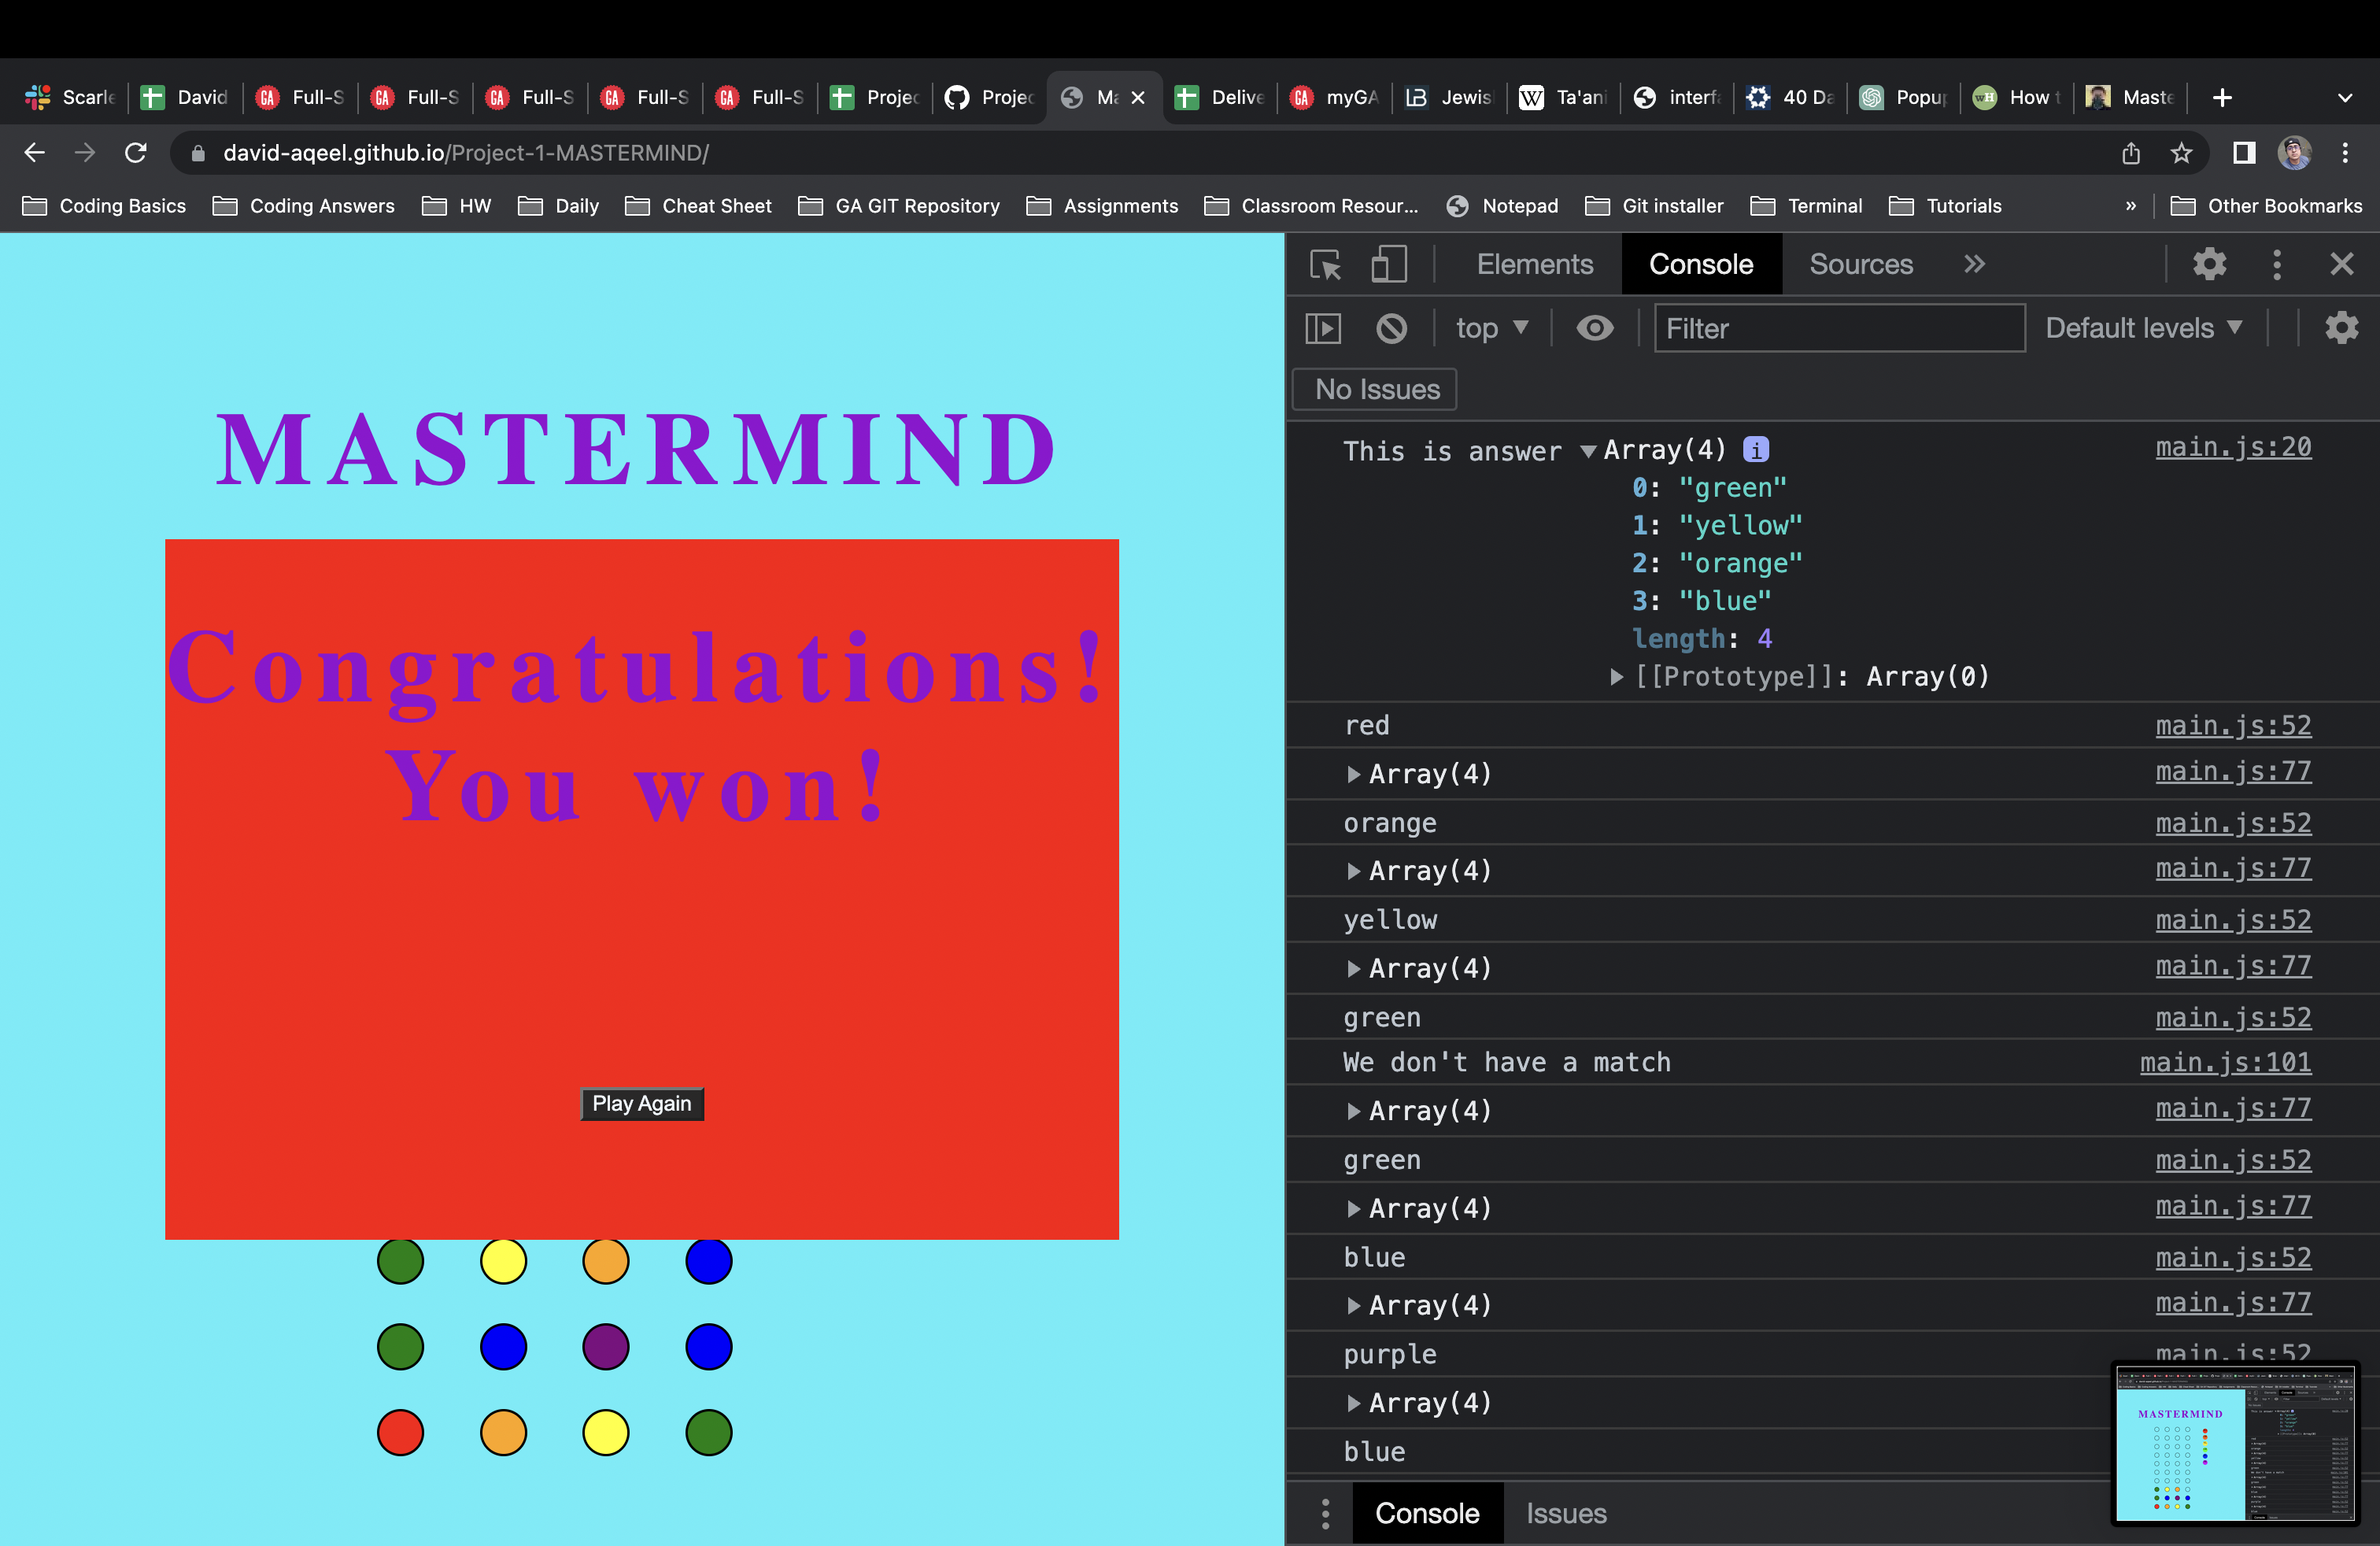 Scarle David Full-S Full-S Full-S Full-S Full-S Projec Projec Ma Delive myGA Jewis Ta'ani interfa 40 Da Popup How t Maste
david-aqeel.github.io/Project-1-MASTERMIND/
Coding Basics Coding Answers HW Daily Cheat Sheet GA GIT Repository Assignments Classroom Resour... Notepad Git installer Terminal Tutorials » Other Bookmarks
MASTERMIND
Congratulations!
You won!
Play Again
Elements Console Sources »
top Filter Default levels
No Issues
This is answer Array(4) i main.js:20
0: "green"
1: "yellow"
2: "orange"
3: "blue"
length: 4
[[Prototype]]: Array(0)
red main.js:52
Array(4) main.js:77
orange main.js:52
Array(4) main.js:77
yellow main.js:52
Array(4) main.js:77
green main.js:52
We don't have a match main.js:101
Array(4) main.js:77
green main.js:52
Array(4) main.js:77
blue main.js:52
Array(4) main.js:77
purple main.js:52
Array(4)
blue
MASTERMIND
Console Issues